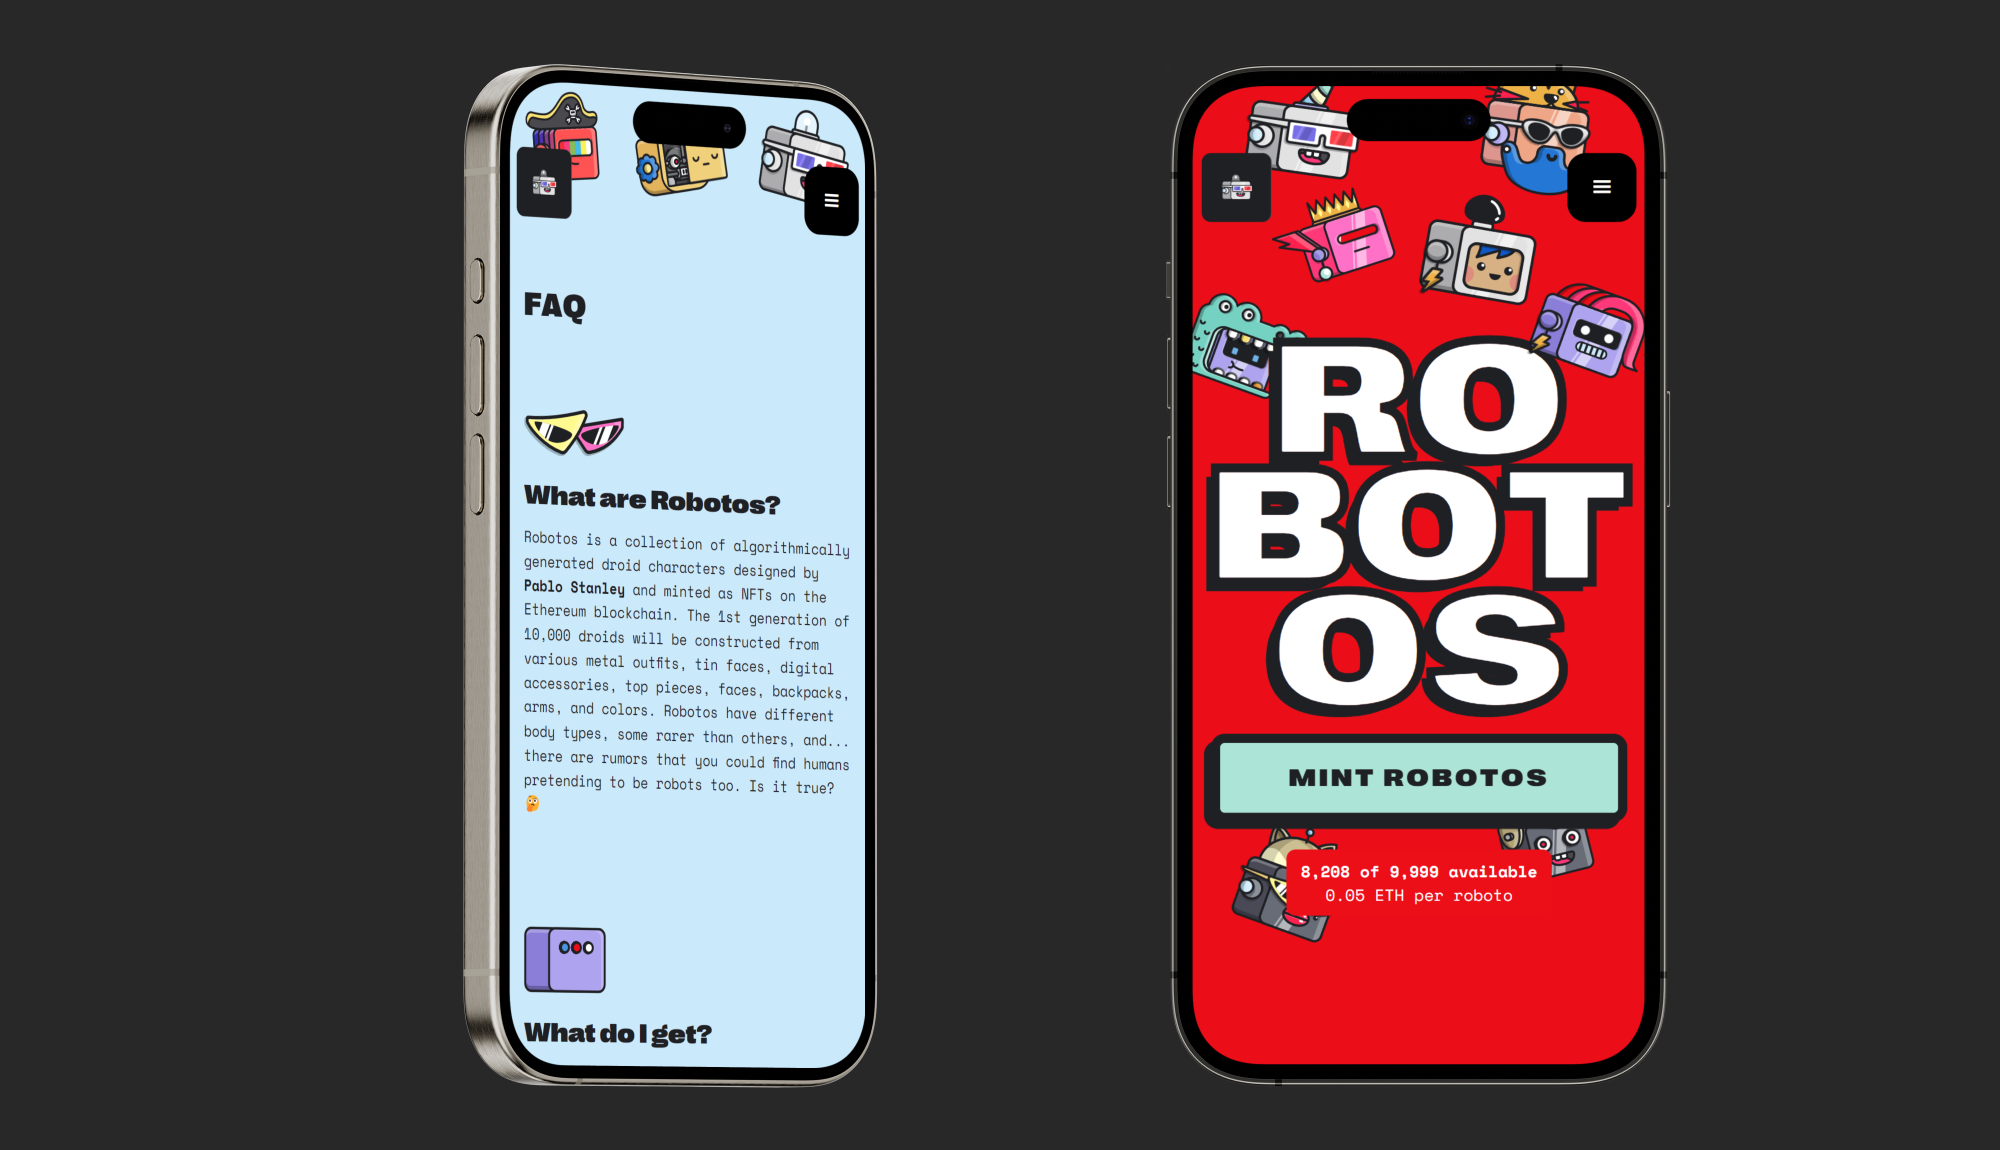 FAQ
What are Robotos?
Robotos is a collection of algorithmically
generated droid characters designed by
Pablo Stanley and minted as NFTs on the
Ethereum blockchain. The 1st generation of
10,000 droids will be constructed from
various metal outfits, tin faces, digital
accessories, top pieces, faces, backpacks,
arms, and colors. Robotos have different
body types, some rarer than others, and...
there are rumors that you could find humans
pretending to be robots too. Is it true?
🤔
What do I get?
RO
BOT
OS
MINT ROBOTOS
8,208 of 9,999 available
0.05 ETH per roboto